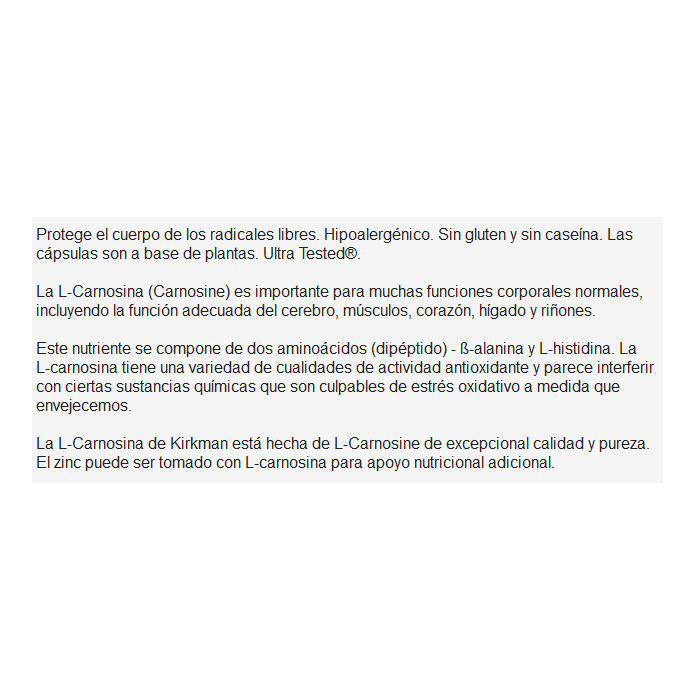 Protege el cuerpo de los radicales libres. Hipoalergénico. Sin gluten y sin caseína. Las
cápsulas son a base de plantas. Ultra Tested®.
La L-Carnosina (Carnosine) es importante para muchas funciones corporales normales,
incluyendo la función adecuada del cerebro, músculos, corazón, hígado y riñones.
Este nutriente se compone de dos aminoácidos (dipéptido) - ß-alanina y L-histidina. La
L-carnosina tiene una variedad de cualidades de actividad antioxidante y parece interferir
con ciertas sustancias químicas que son culpables de estrés oxidativo a medida que
envejecemos.
La L-Carnosina de Kirkman está hecha de L-Carnosine de excepcional calidad y pureza.
El zinc puede ser tomado con L-carnosina para apoyo nutricional adicional.